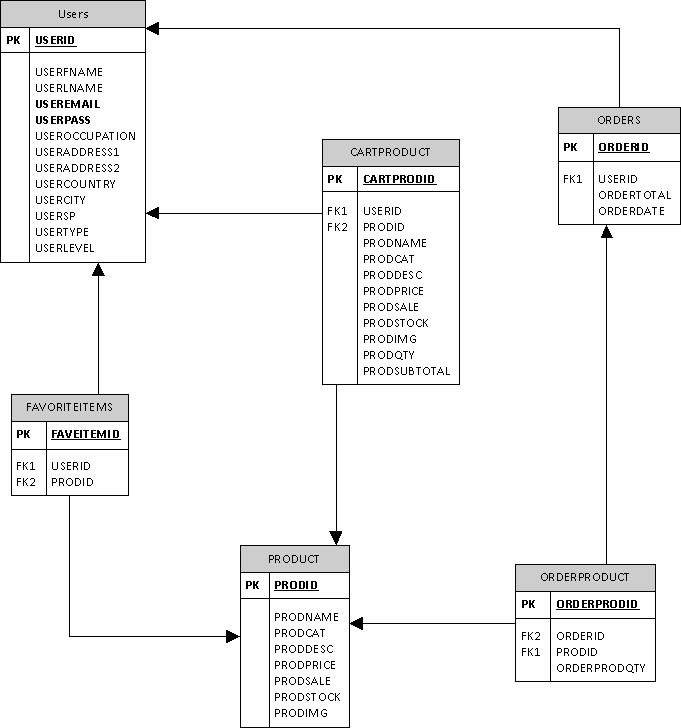 Users
PK USERID
USERFNAME
USERLNAME
USEREMAIL
USERPASS
USEROCCUPATION
USERADDRESS1
USERADDRESS2
USERCOUNTRY
USERCITY
USERSP
USERTYPE
USERLEVEL
CARTPRODUCT
PK CARTPRODID
FK1 USERID
FK2 PRODID
PRODNAME
PRODCAT
PRODDESC
PRODPRICE
PRODSALE
PRODSTOCK
PRODIMG
PRODQTY
PRODSUBTOTAL
ORDERS
PK ORDERID
FK1 USERID
ORDERTOTAL
ORDERDATE
FAVORITEITEMS
PK FAVEITEMID
FK1 USERID
FK2 PRODID
PRODUCT
PK PRODID
PRODNAME
PRODCAT
PRODDESC
PRODPRICE
PRODSALE
PRODSTOCK
PRODIMG
ORDERPRODUCT
PK ORDERPRODID
FK2 ORDERID
FK1 PRODID
ORDERPRODQTY